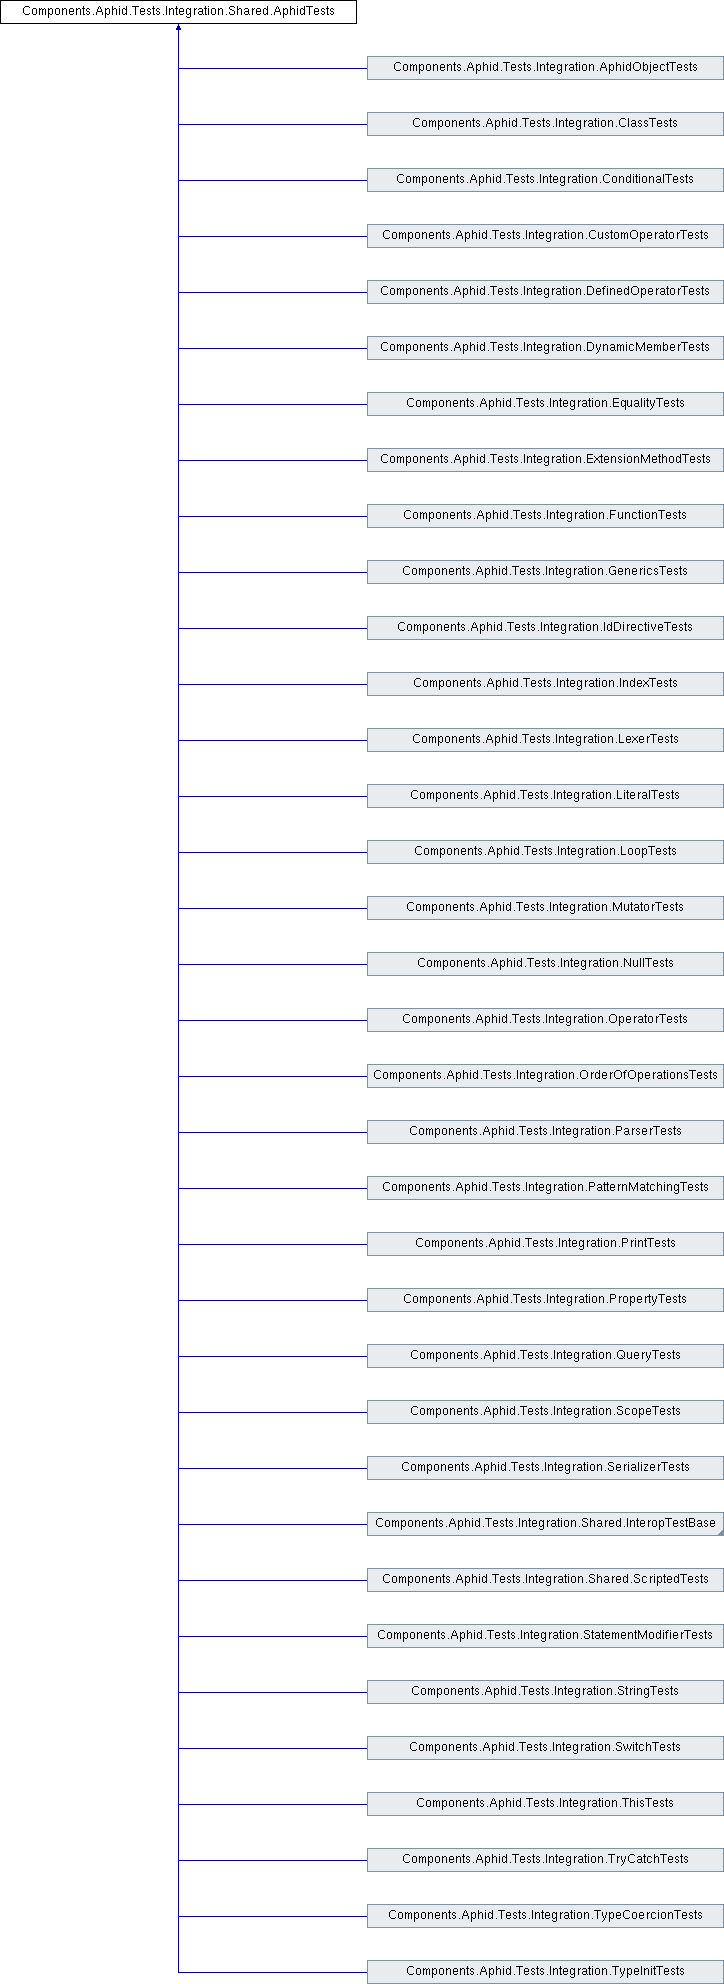 Components.Aphid.Tests.Integration.Shared.AphidTests
Components.Aphid.Tests.Integration.AphidObjectTests
Components.Aphid.Tests.Integration.ClassTests
Components.Aphid.Tests.Integration.ConditionalTests
Components.Aphid.Tests.Integration.CustomOperatorTests
Components.Aphid.Tests.Integration.DefinedOperatorTests
Components.Aphid.Tests.Integration.DynamicMemberTests
Components.Aphid.Tests.Integration.EqualityTests
Components.Aphid.Tests.Integration.ExtensionMethodTests
Components.Aphid.Tests.Integration.FunctionTests
Components.Aphid.Tests.Integration.GenericsTests
Components.Aphid.Tests.Integration.IdDirectiveTests
Components.Aphid.Tests.Integration.IndexTests
Components.Aphid.Tests.Integration.LexerTests
Components.Aphid.Tests.Integration.LiteralTests
Components.Aphid.Tests.Integration.LoopTests
Components.Aphid.Tests.Integration.MutatorTests
Components.Aphid.Tests.Integration.NullTests
Components.Aphid.Tests.Integration.OperatorTests
Components.Aphid.Tests.Integration.OrderOfOperationsTests
Components.Aphid.Tests.Integration.ParserTests
Components.Aphid.Tests.Integration.PatternMatchingTests
Components.Aphid.Tests.Integration.PrintTests
Components.Aphid.Tests.Integration.PropertyTests
Components.Aphid.Tests.Integration.QueryTests
Components.Aphid.Tests.Integration.ScopeTests
Components.Aphid.Tests.Integration.SerializerTests
Components.Aphid.Tests.Integration.Shared.InteropTestBase
Components.Aphid.Tests.Integration.Shared.ScriptedTests
Components.Aphid.Tests.Integration.StatementModifierTests
Components.Aphid.Tests.Integration.StringTests
Components.Aphid.Tests.Integration.SwitchTests
Components.Aphid.Tests.Integration.ThisTests
Components.Aphid.Tests.Integration.TryCatchTests
Components.Aphid.Tests.Integration.TypeCoercionTests
Components.Aphid.Tests.Integration.TypeInitTests